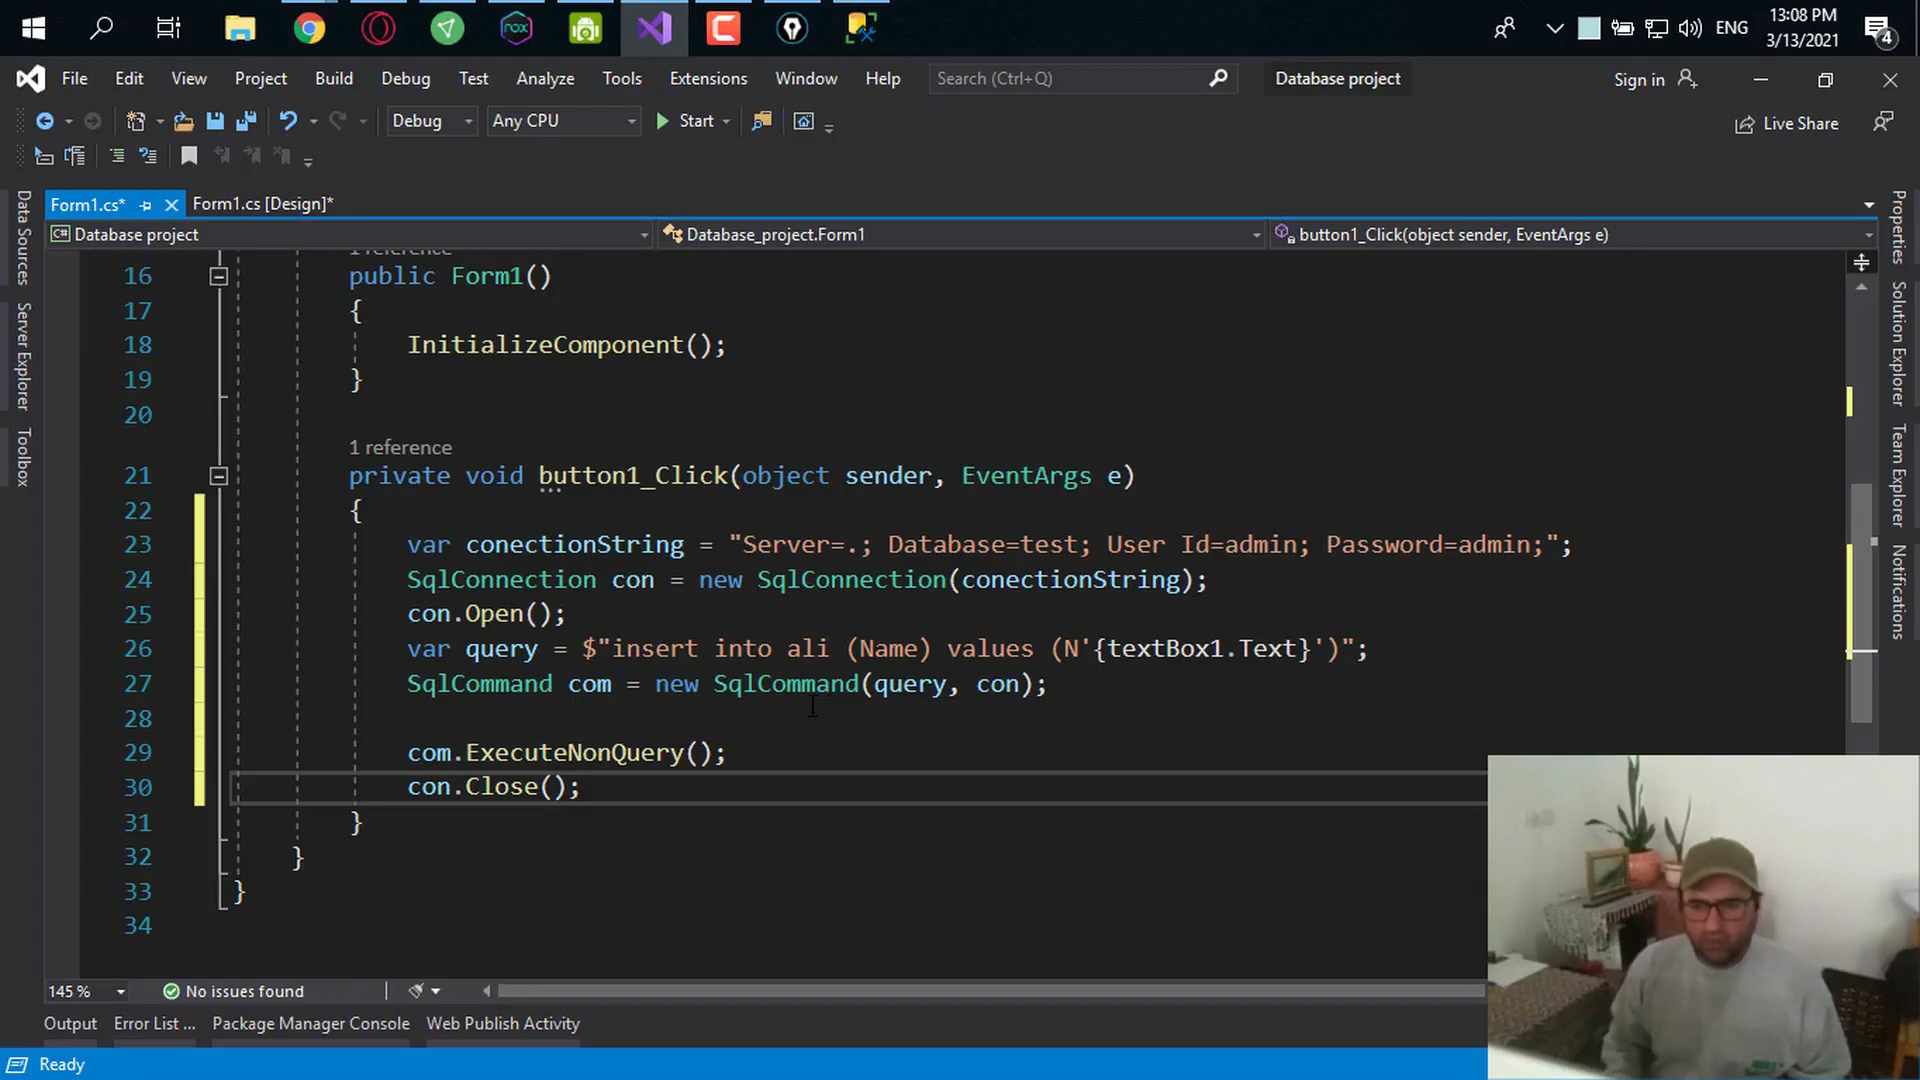 ENG
13:08 PM
3/13/2021
4
File Edit View Project Build Debug Test Analyze Tools Extensions Window Help Search (Ctrl+Q) Database project Sign in
Debug Any CPU Start Live Share
Form1.cs* Form1.cs [Design]*
C# Database project Database_project.Form1 button1_Click(object sender, EventArgs e)
16 public Form1()
17 {
18 InitializeComponent();
19 }
20
1 reference
21 private void button1_Click(object sender, EventArgs e)
22 {
23 var conectionString = "Server=.; Database=test; User Id=admin; Password=admin;";
24 SqlConnection con = new SqlConnection(conectionString);
25 con.Open();
26 var query = $"insert into ali (Name) values (N'{textBox1.Text}')";
27 SqlCommand com = new SqlCommand(query, con);
28
29 com.ExecuteNonQuery();
30 con.Close();
31 }
32 }
33 }
34
145 % No issues found
Output Error List ... Package Manager Console Web Publish Activity
Ready
Data Sources
Server Explorer
Toolbox
Properties
Solution Explorer
Team Explorer
Notifications
nox